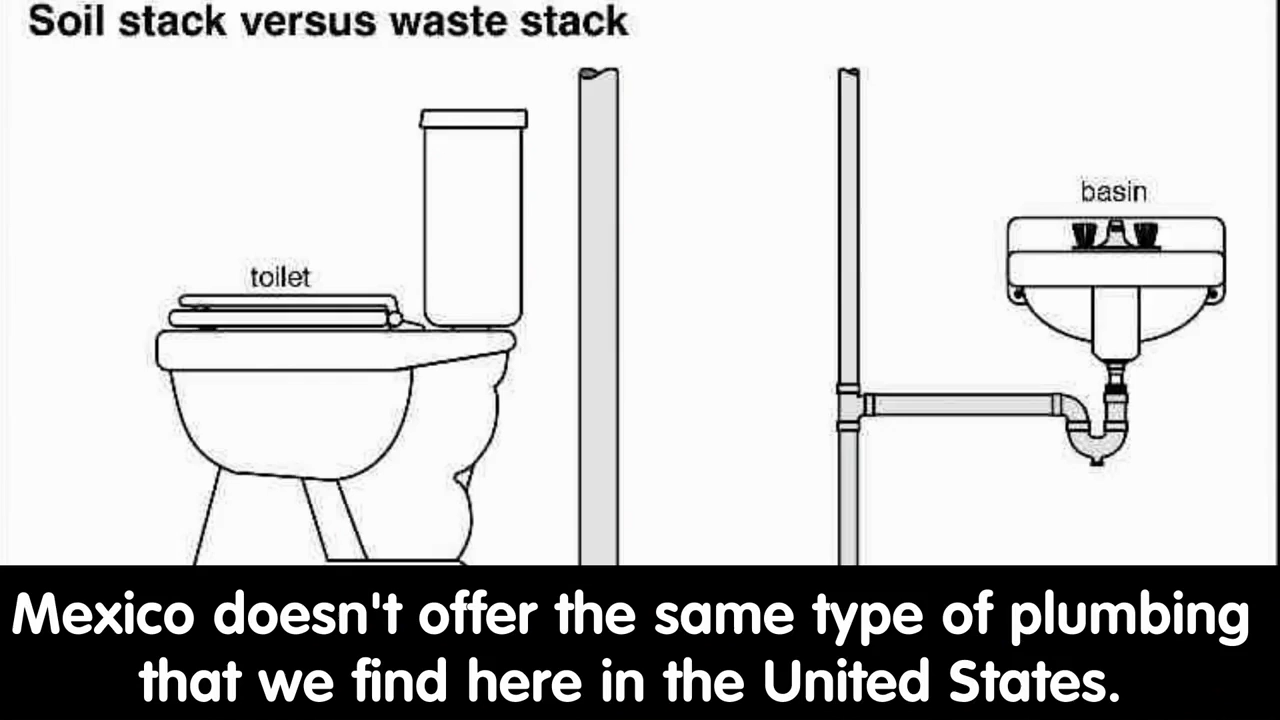 Soil stack versus waste stack
basin
toilet
Mexico doesn't offer the same type of plumbing
that we find here in the United States.